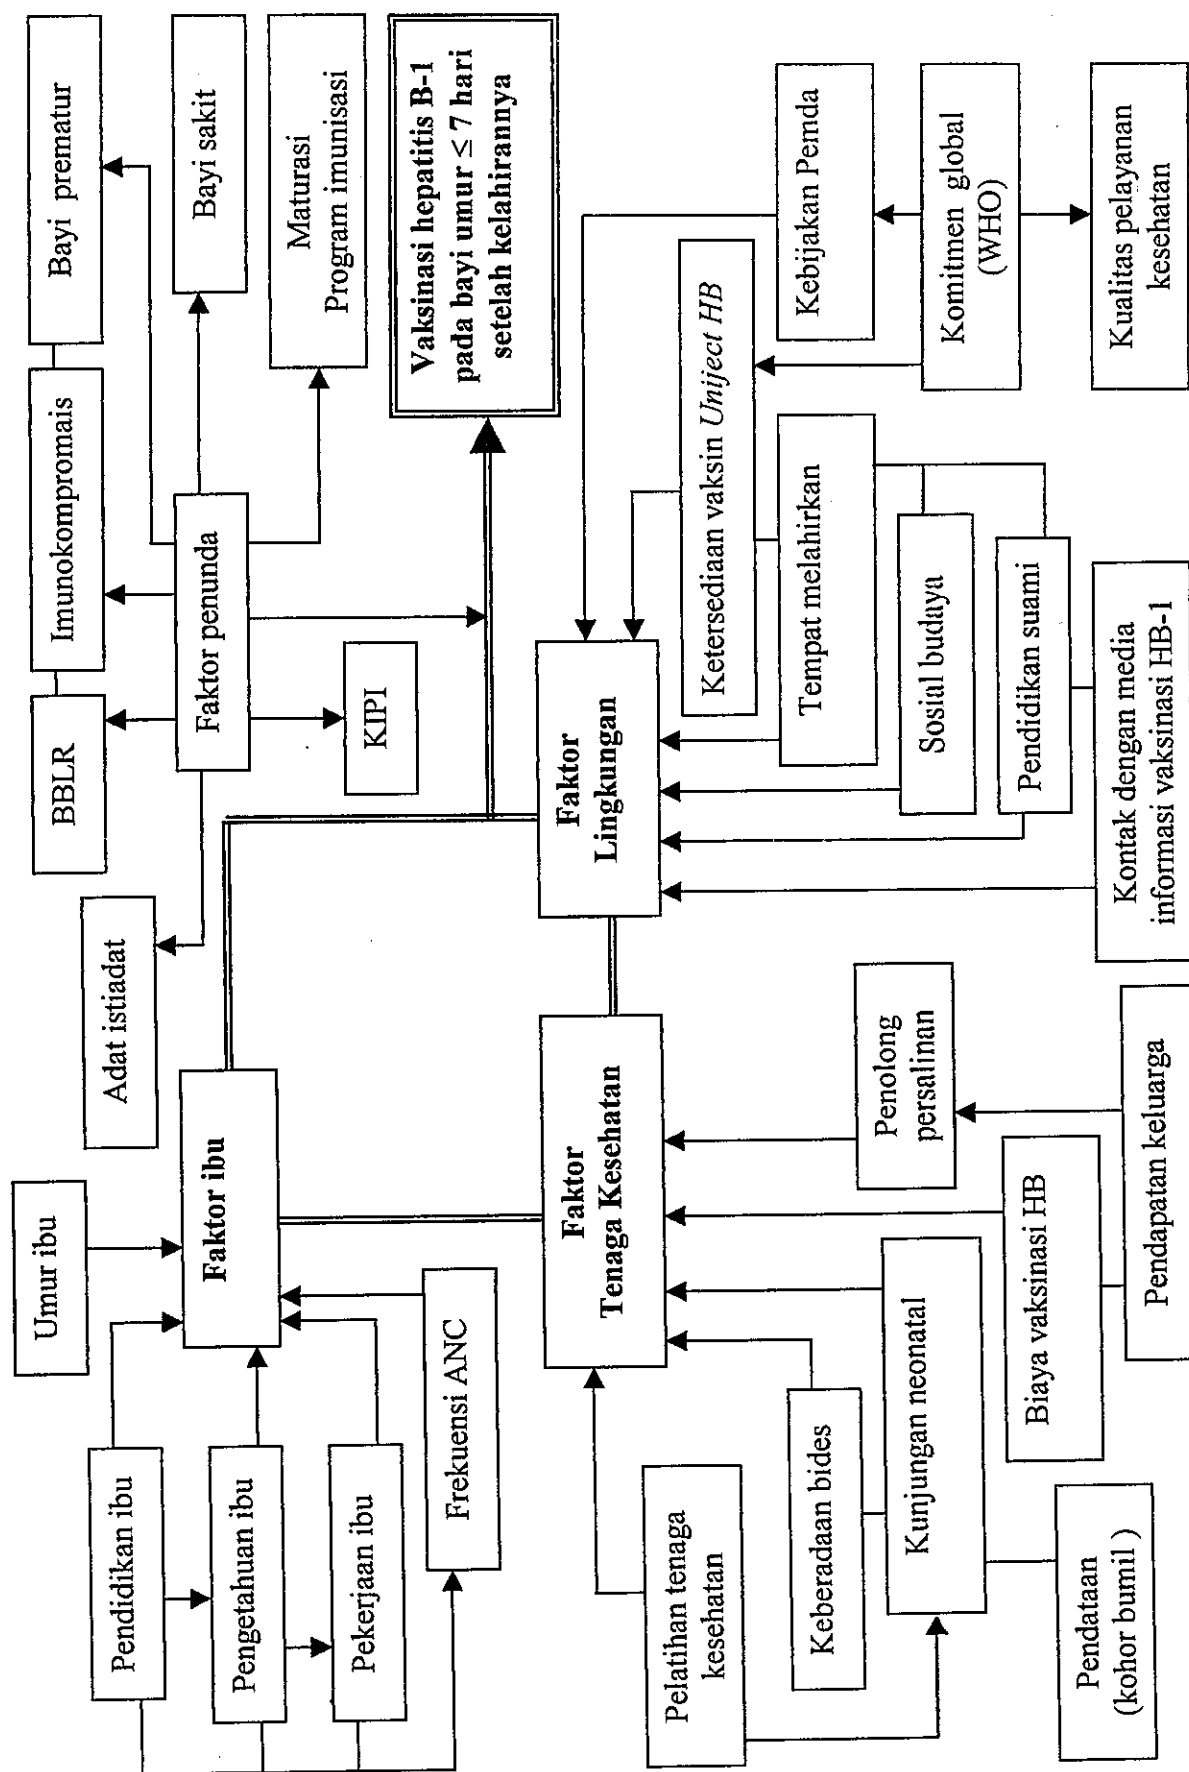 Umur ibu
Pendidikan ibu
Pengetahuan ibu
Pekerjaan ibu
Frekuensi ANC
Faktor ibu
Adat istiadat
BBLR
Imunokompromais
Bayi prematur
Faktor penunda
Bayi sakit
Maturasi
Program imunisasi
KIPI
Vaksinasi hepatitis B-1
pada bayi umur ≤ 7 hari
setelah kelahirannya
Faktor
Tenaga Kesehatan
Faktor
Lingkungan
Pelatihan tenaga
kesehatan
Keberadaan bides
Kunjungan neonatal
Pendataan
(kohor bumil )
Biaya vaksinasi HB
Penolong
persalinan
Pendapatan keluarga
Ketersediaan vaksin Uniject HB
Tempat melahirkan
Sosial budaya
Pendidikan suami
Kontak dengan media
informasi vaksinasi HB-1
Kebijakan Pemda
Komitmen global
(WHO)
Kualitas pelayanan
kesehatan